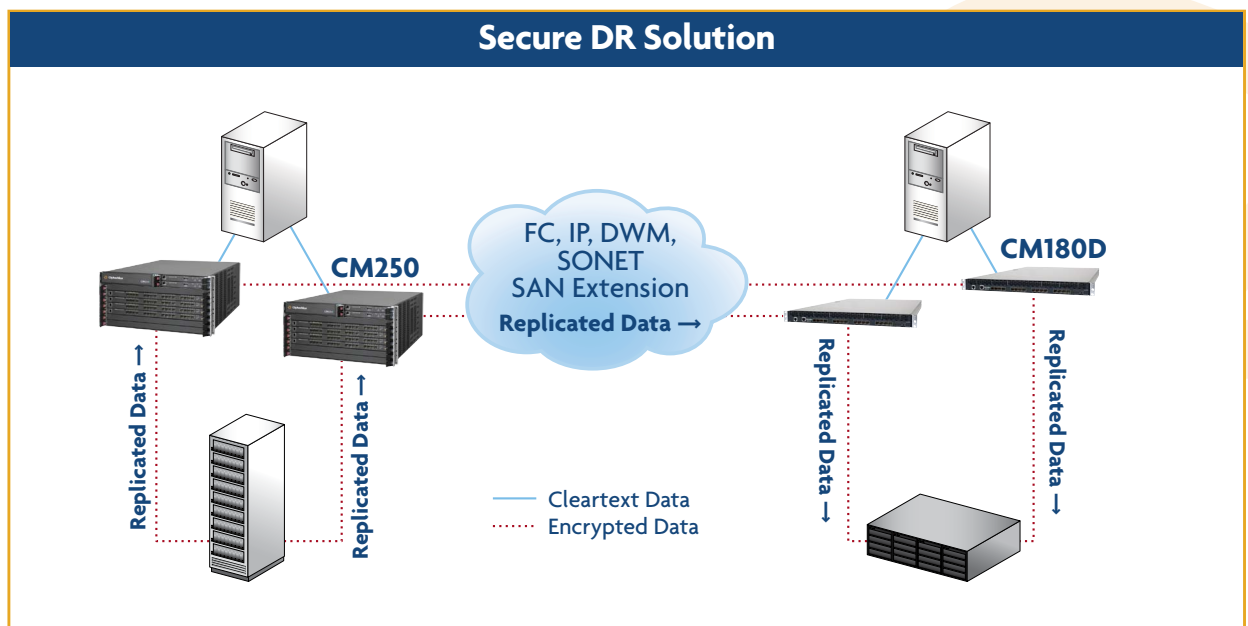 Secure DR Solution
CM250
FC, IP, DWM,
SONET
SAN Extension
Replicated Data →
CM180D
Replicated Data →
Replicated Data →
Replicated Data →
Replicated Data →
Cleartext Data
Encrypted Data